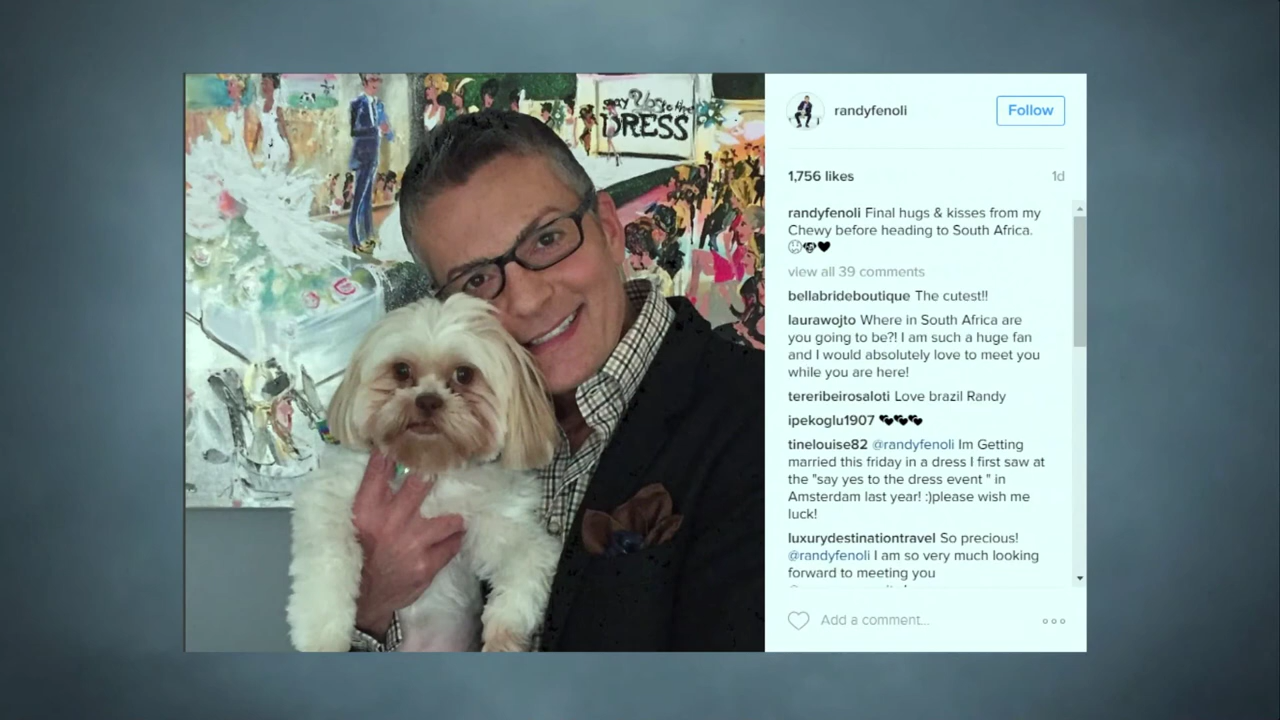 SAY Yes to the
DRESS
randyfenoli
Follow
1,756 likes
1d
randyfenoli Final hugs & kisses from my
Chewy before heading to South Africa.
view all 39 comments
bellabrideboutique The cutest!!
laurawojto Where in South Africa are
you going to be?! I am such a huge fan
and I would absolutely love to meet you
while you are here!
tereribeirosaloti Love brazil Randy
ipekoglu1907
tinelouise82 @randyfenoli Im Getting
married this friday in a dress I first saw at
the "say yes to the dress event " in
Amsterdam last year! :)please wish me
luck!
luxurydestinationtravel So precious!
@randyfenoli I am so very much looking
forward to meeting you
Add a comment...